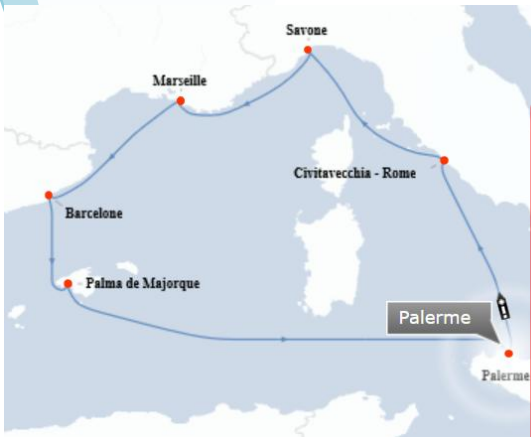 Savone
Marseille
Civitavecchia - Rome
Barcelone
Palma de Majorque
Palerme
Palerme